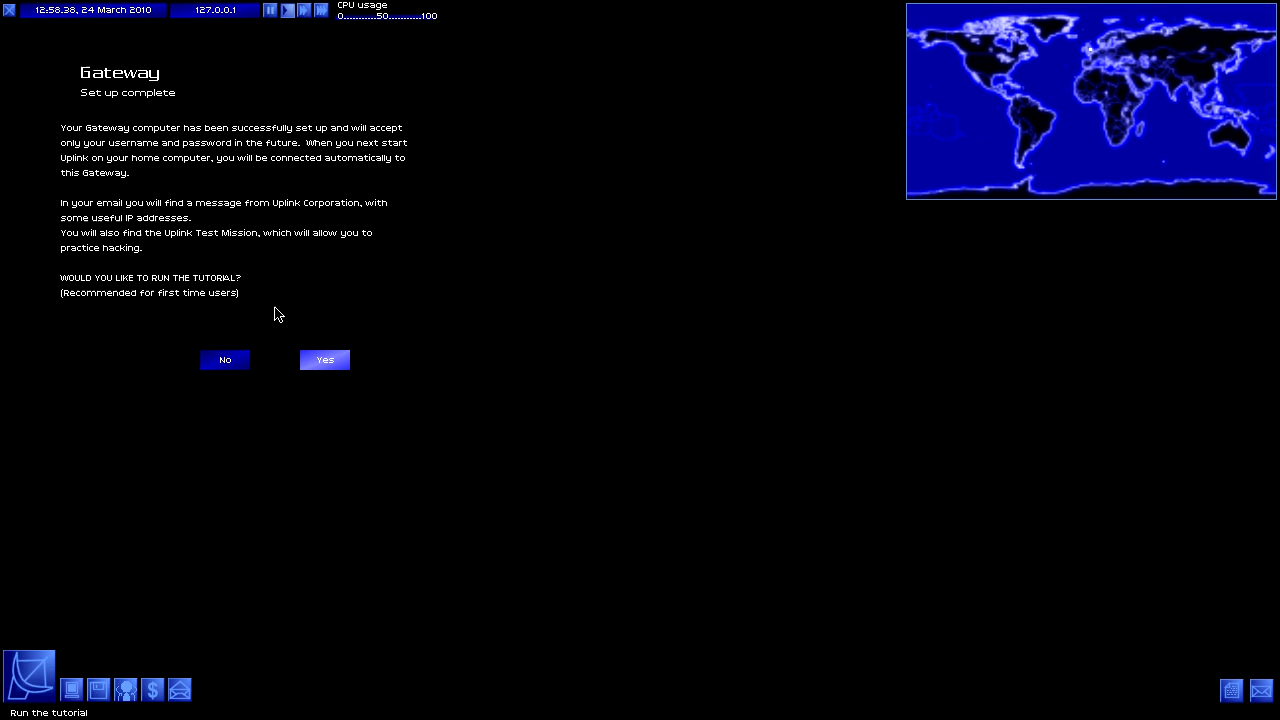 12:58.38, 24 March 2010 127.0.0.1 CPU usage
0...........50...........100
Gateway
Set up complete
Your Gateway computer has been successfully set up and will accept
only your username and password in the future. When you next start
Uplink on your home computer, you will be connected automatically to
this Gateway.
In your email you will find a message from Uplink Corporation, with
some useful IP addresses.
You will also find the Uplink Test Mission, which will allow you to
practice hacking.
WOULD YOU LIKE TO RUN THE TUTORIAL?
(Recommended for first time users)
No Yes
$
Run the tutorial